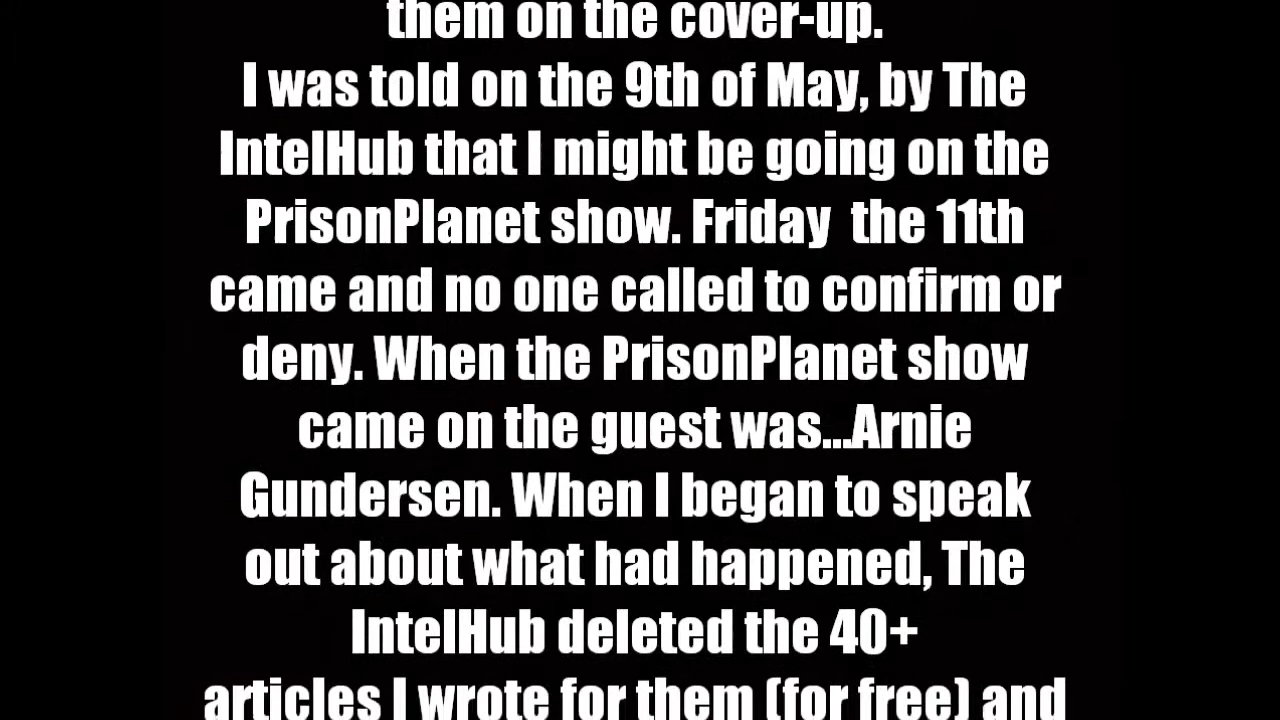 them on the cover-up.
I was told on the 9th of May, by The
IntelHub that I might be going on the
PrisonPlanet show. Friday  the 11th
came and no one called to confirm or
deny. When the PrisonPlanet show
came on the guest was...Arnie
Gundersen. When I began to speak
out about what had happened, The
IntelHub deleted the 40+
articles I wrote for them (for free) and